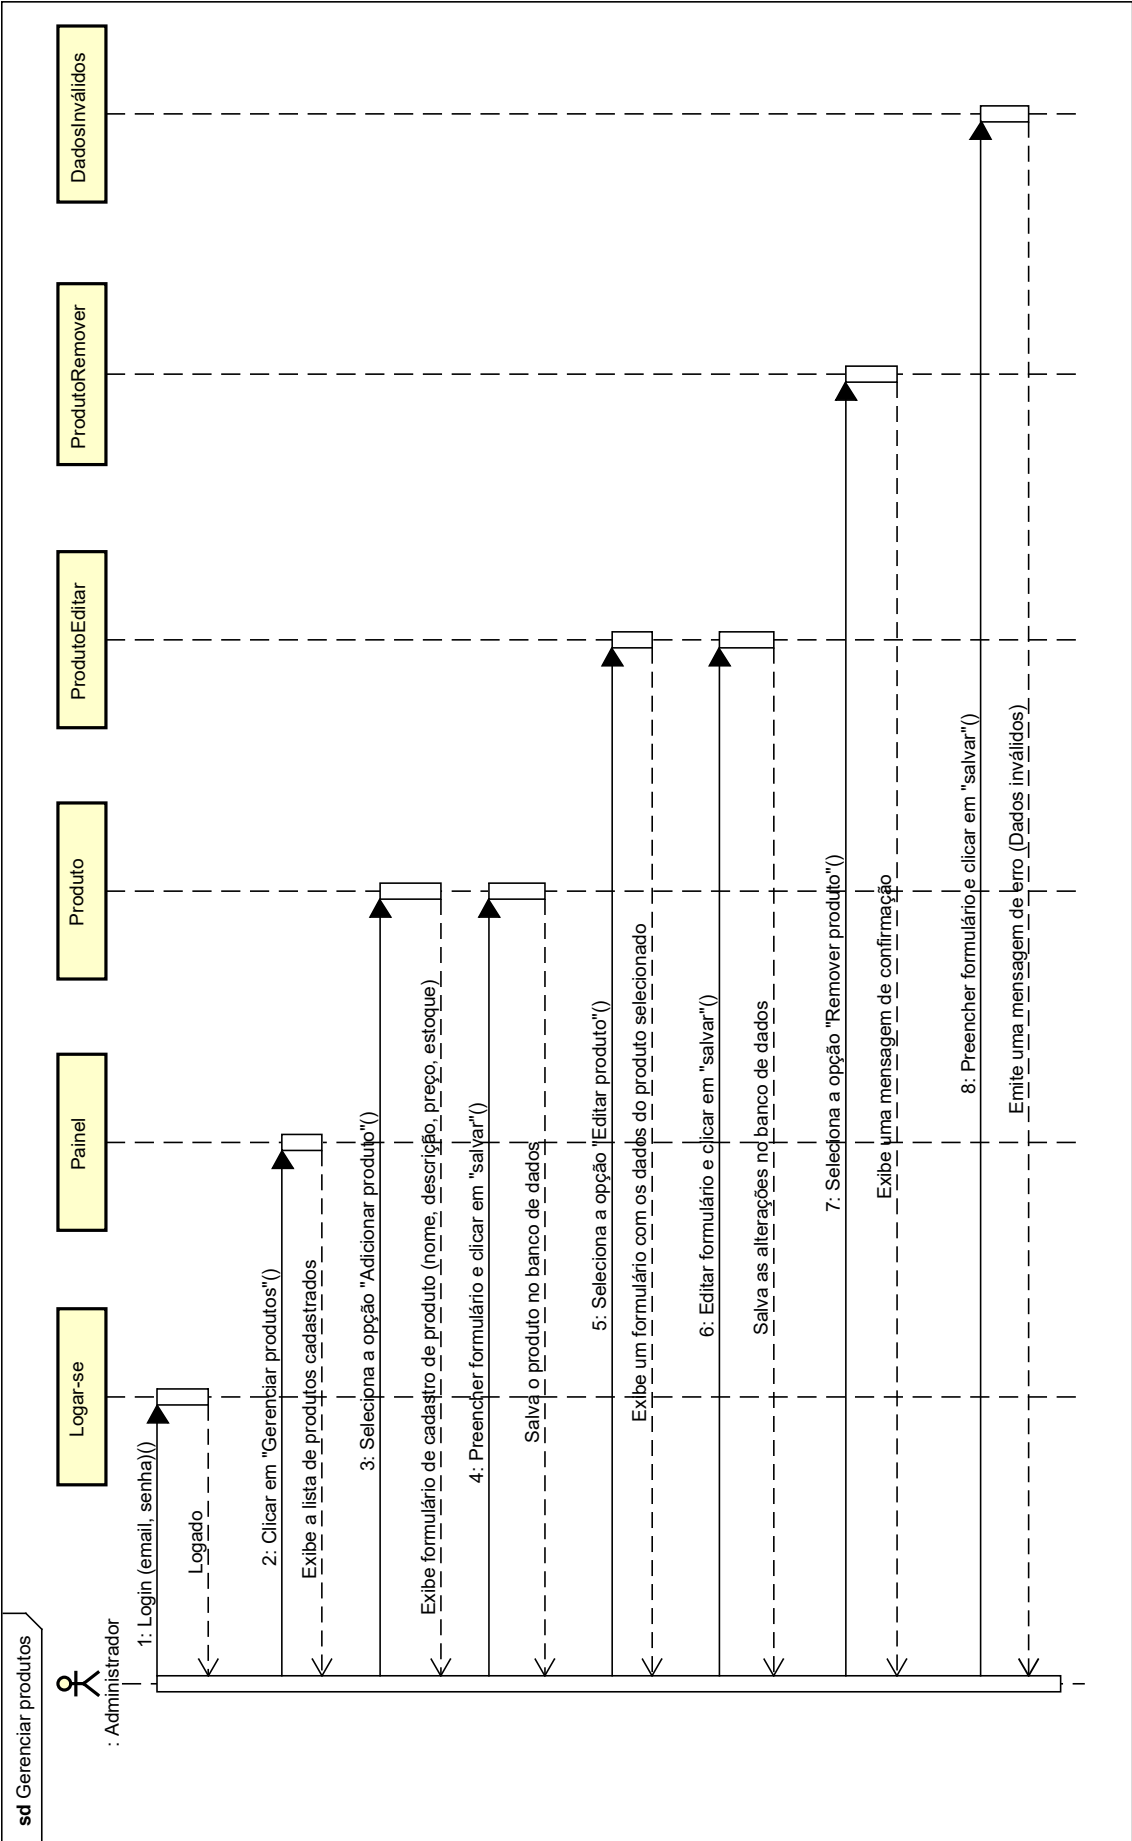 sd Gerenciar produtos
: Administrador
Logar-se
Painel
Produto
ProdutoEditar
ProdutoRemover
DadosInválidos
1: Login (email, senha)()
Logado
2: Clicar em "Gerenciar produtos"()
Exibe a lista de produtos cadastrados
3: Seleciona a opção "Adicionar produto"()
Exibe formulário de cadastro de produto (nome, descrição, preço, estoque)
4: Preencher formulário e clicar em "salvar"()
Salva o produto no banco de dados
5: Seleciona a opção "Editar produto"()
Exibe um formulário com os dados do produto selecionado
6: Editar formulário e clicar em "salvar"()
Salva as alterações no banco de dados
7: Seleciona a opção "Remover produto"()
Exibe uma mensagem de confirmação
8: Preencher formulário e clicar em "salvar"()
Emite uma mensagem de erro (Dados inválidos)